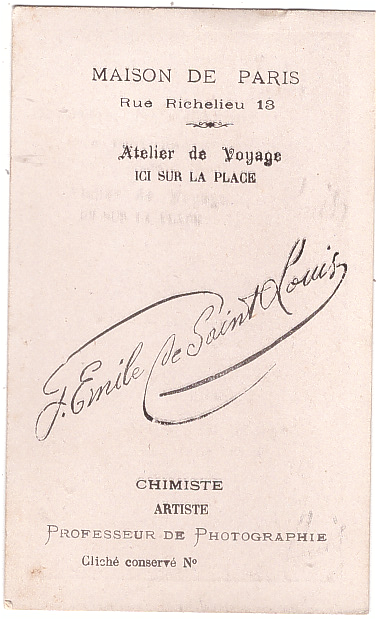 MAISON DE PARIS
Rue Richelieu 13
Atelier de Voyage
ICI SUR LA PLACE
J. Emile de Saint Louis
CHIMISTE
ARTISTE
PROFESSEUR DE PHOTOGRAPHIE
Cliché conservé Nº